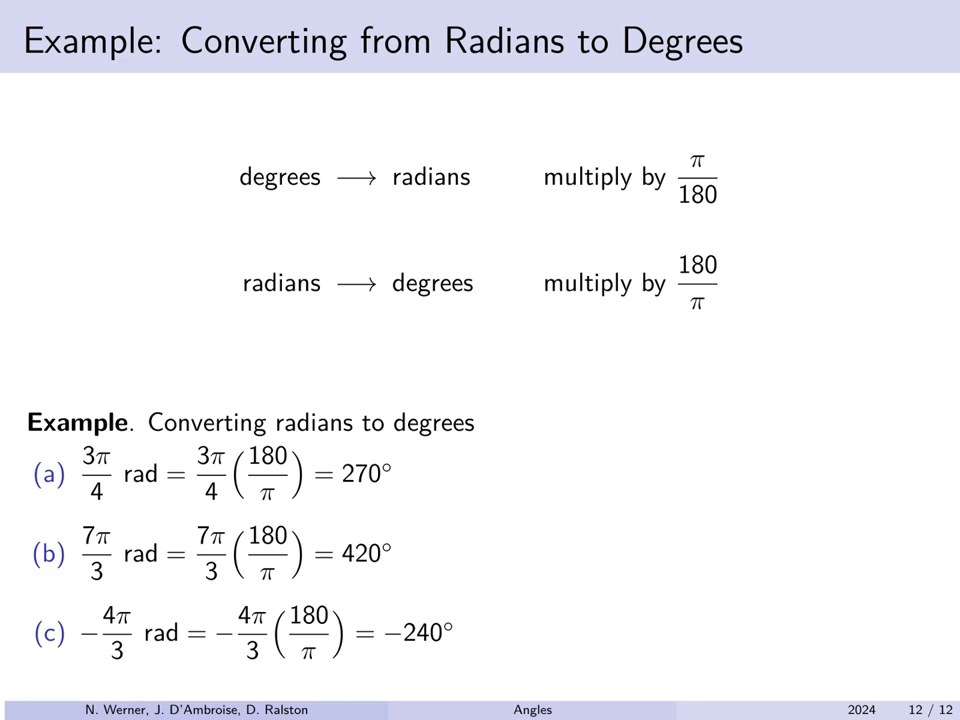 Example: Converting from Radians to Degrees
degrees ⟶ radians multiply by π/180
radians ⟶ degrees multiply by 180/π
Example. Converting radians to degrees
(a) 3π/4 rad = 3π/4 (180/π) = 270°
(b) 7π/3 rad = 7π/3 (180/π) = 420°
(c) −4π/3 rad = −4π/3 (180/π) = −240°
N. Werner, J. D'Ambroise, D. Ralston Angles 2024 12 / 12